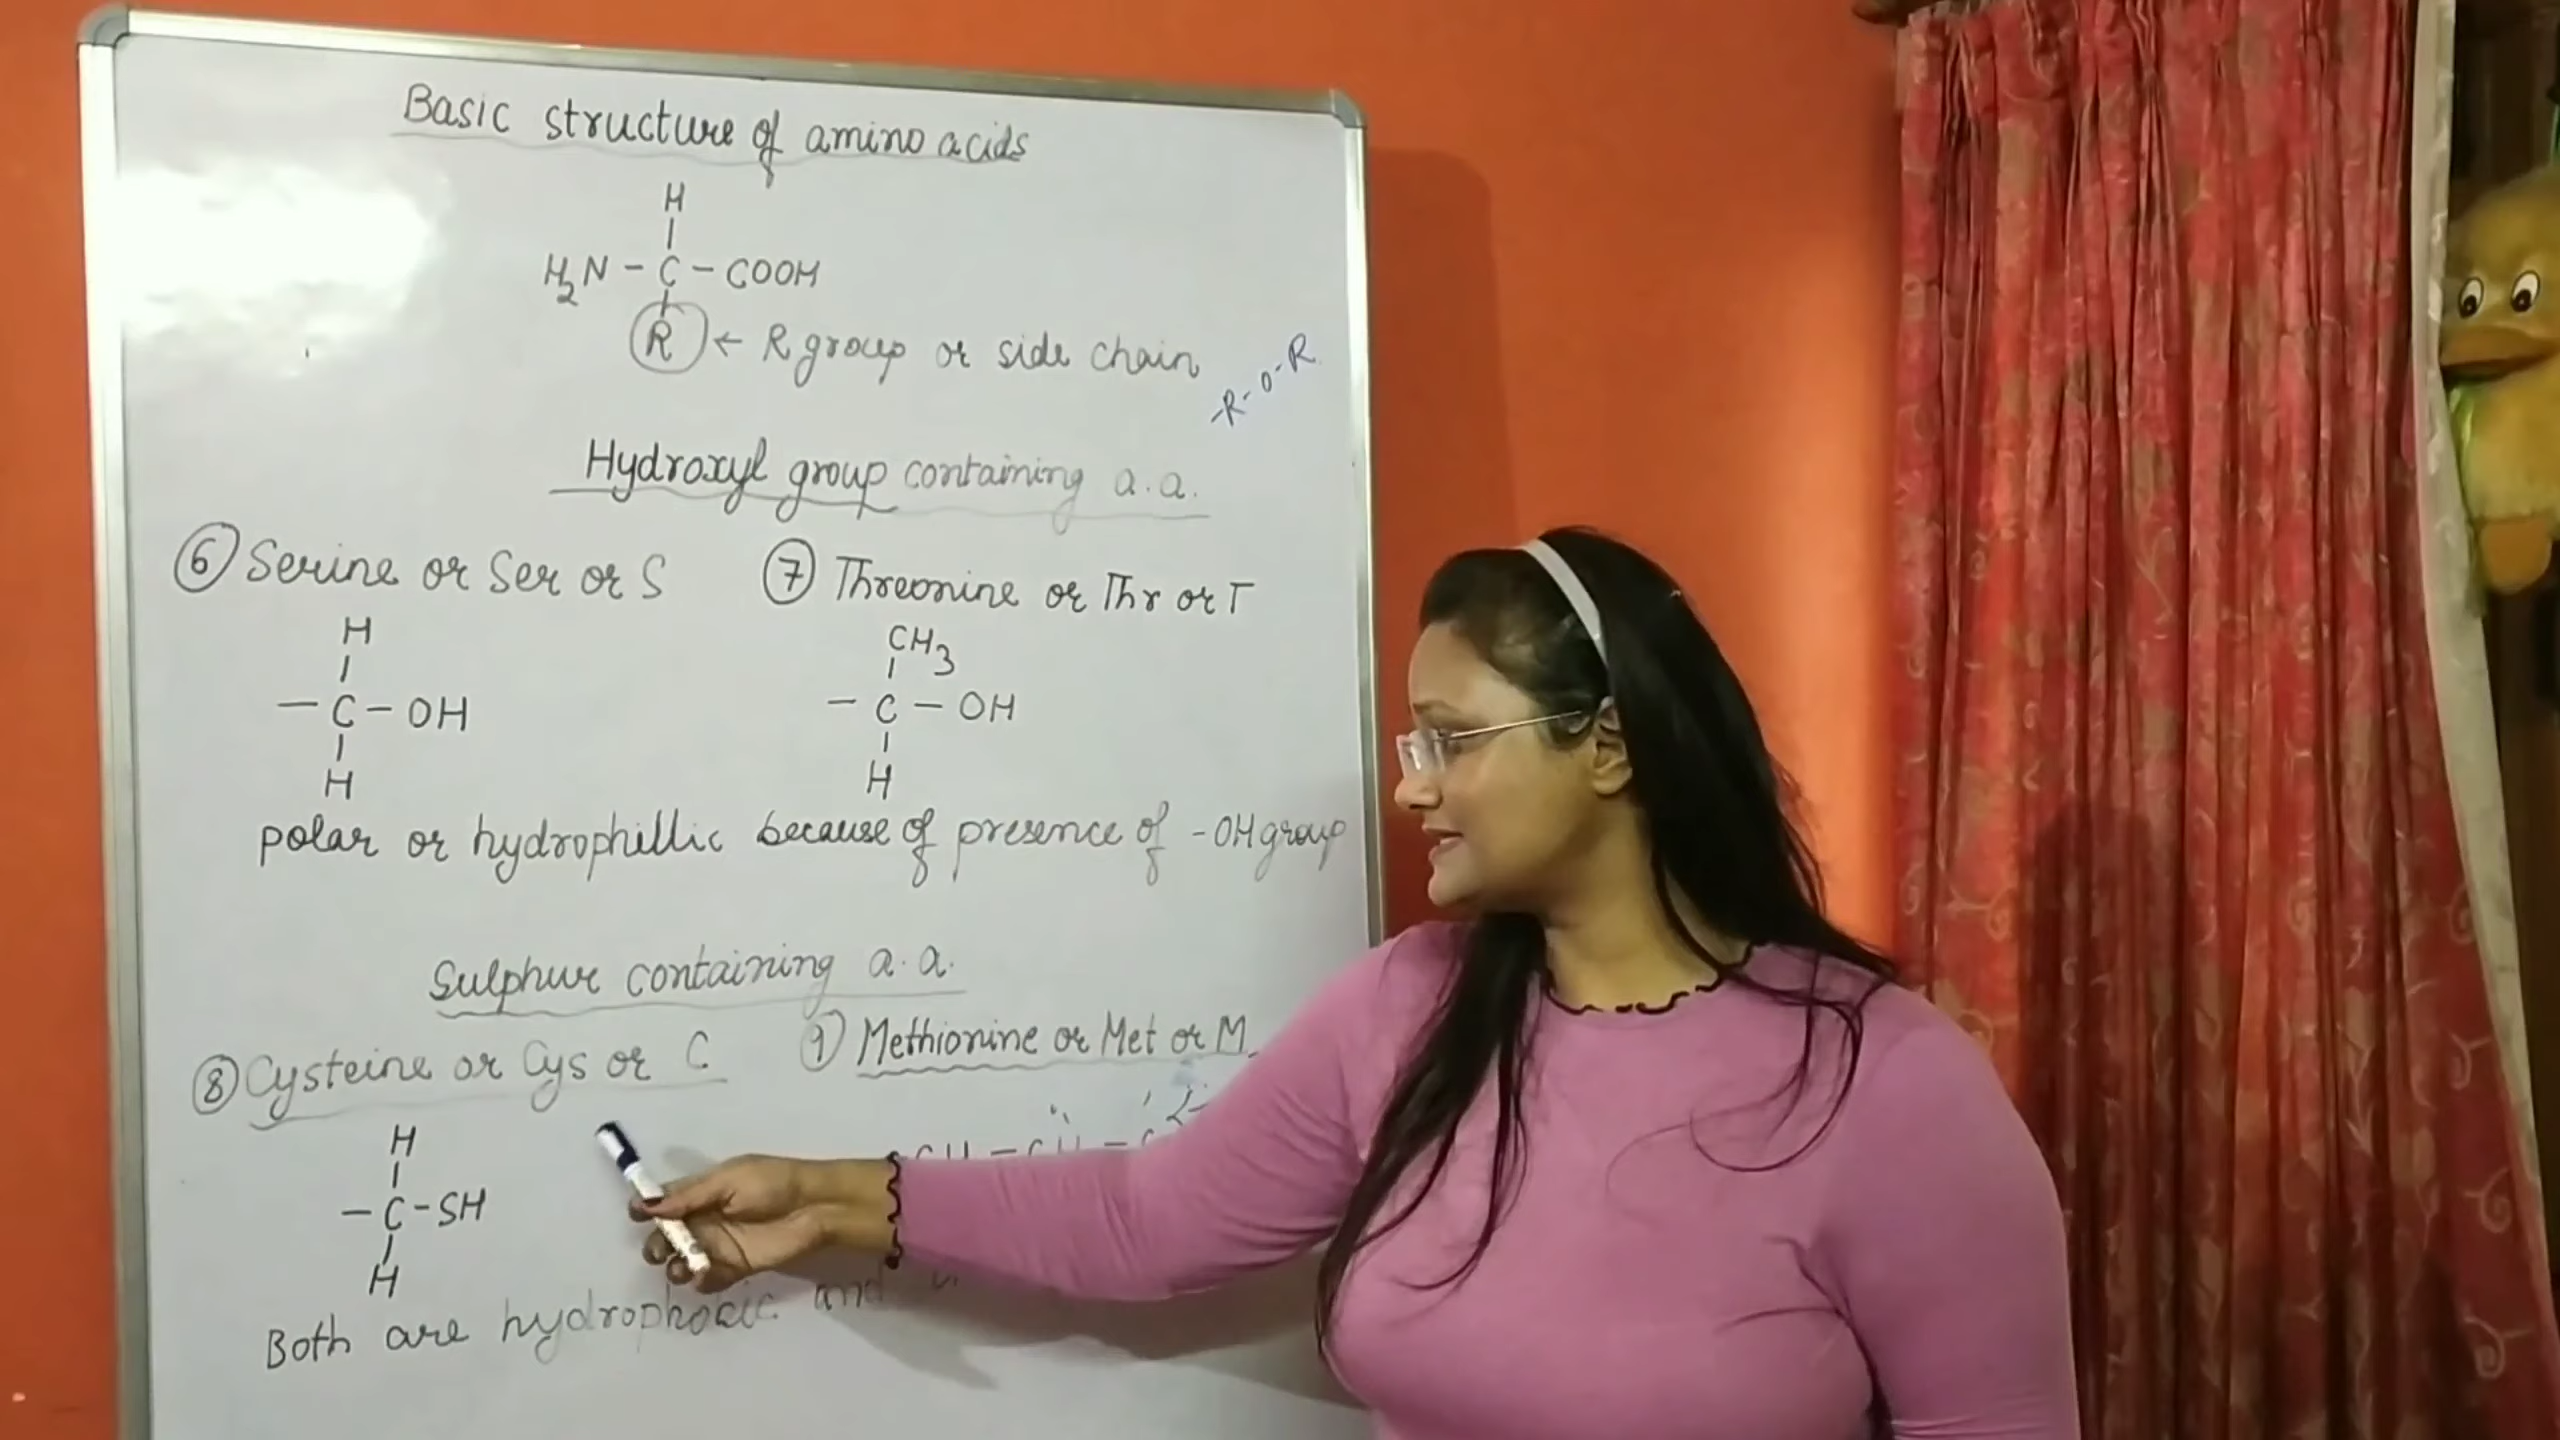 Basic structure of amino acids
H
H2N - C - COOH
R ← R group or side chain
-R-O-R
Hydroxyl group containing a.a.
6 Serine or Ser or S
7 Threonine or Thr or T
H
CH3
- C - OH
- C - OH
H
H
polar or hydrophillic because of presence of -OH group
Sulphur containing a.a.
8 Cysteine or Cys or C
9 Methionine or Met or M
H
- C - SH
H
Both are hydrophobic and